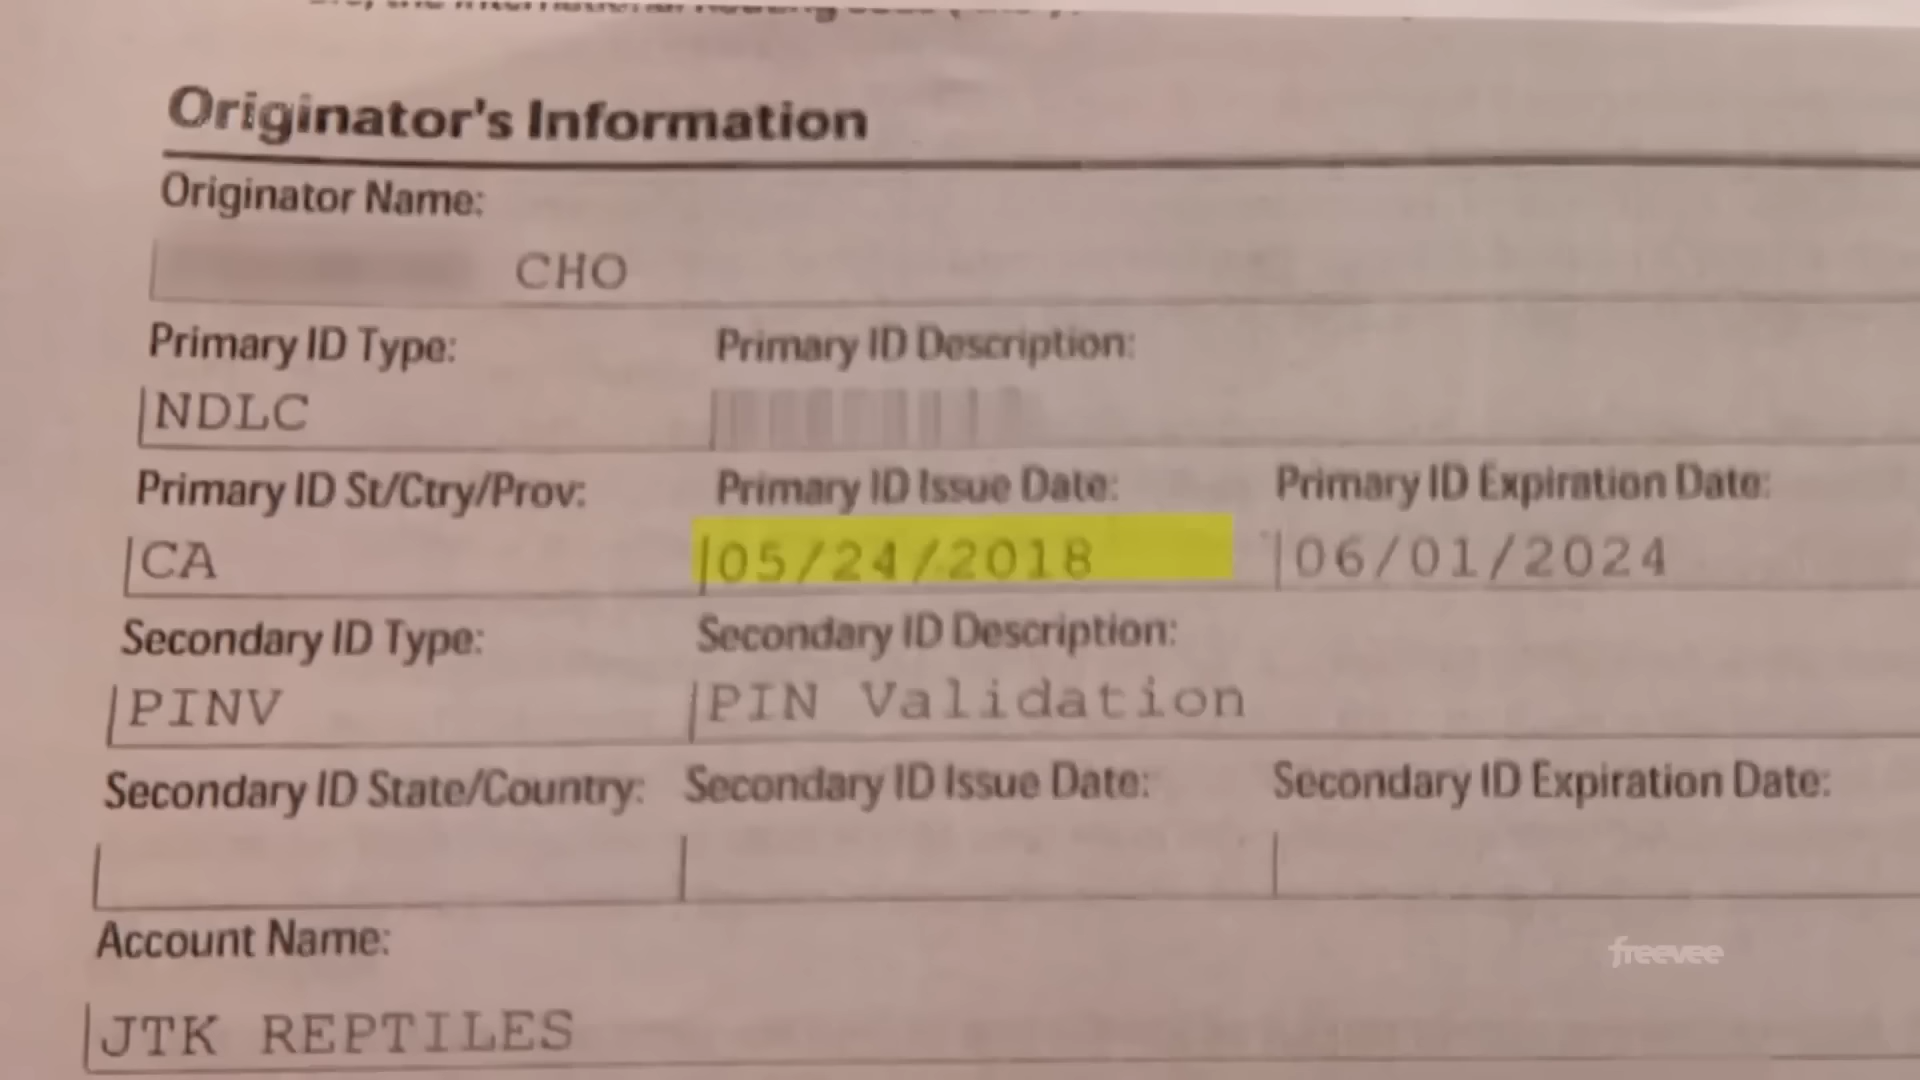 Originator's Information
Originator Name:
CHO
Primary ID Type: Primary ID Description:
NDLC
Primary ID St/Ctry/Prov: Primary ID Issue Date: Primary ID Expiration Date:
CA 05/24/2018 06/01/2024
Secondary ID Type: Secondary ID Description:
PINV PIN Validation
Secondary ID State/Country: Secondary ID Issue Date: Secondary ID Expiration Date:
Account Name:
freevee
JTK REPTILES